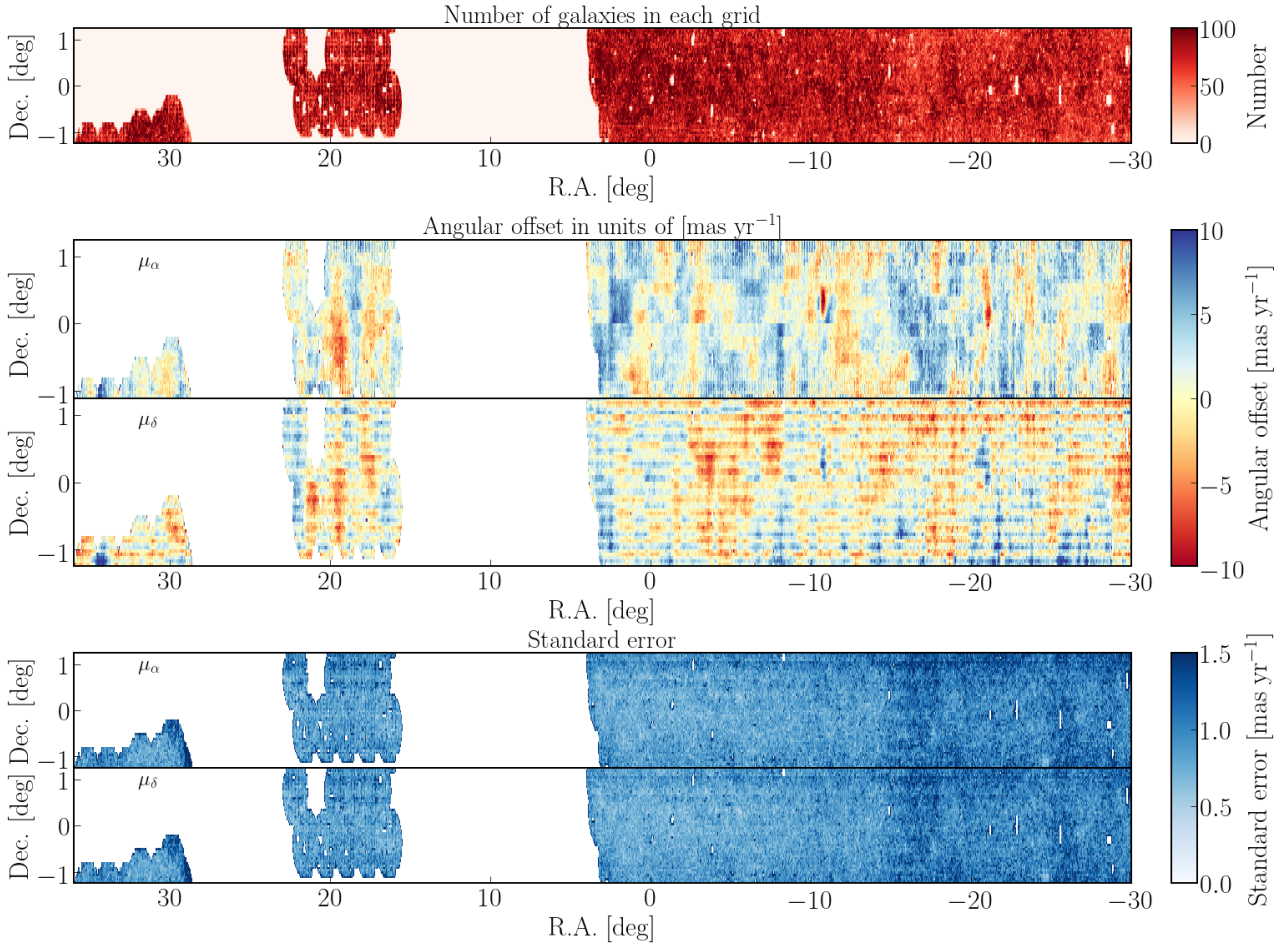 Number of galaxies in each grid
1
0
−1
Dec. [deg]
30
20
10
0
−10
−20
−30
R.A. [deg]
100
50
0
Number
Angular offset in units of [mas yr⁻¹]
μα
1
0
−1
Dec. [deg]
μδ
1
0
−1
Dec. [deg]
30
20
10
0
−10
−20
−30
R.A. [deg]
10
5
0
−5
−10
Angular offset [mas yr⁻¹]
Standard error
μα
1
0
−1
Dec. [deg]
μδ
1
0
−1
Dec. [deg]
30
20
10
0
−10
−20
−30
R.A. [deg]
1.5
1.0
0.5
0.0
Standard error [mas yr⁻¹]